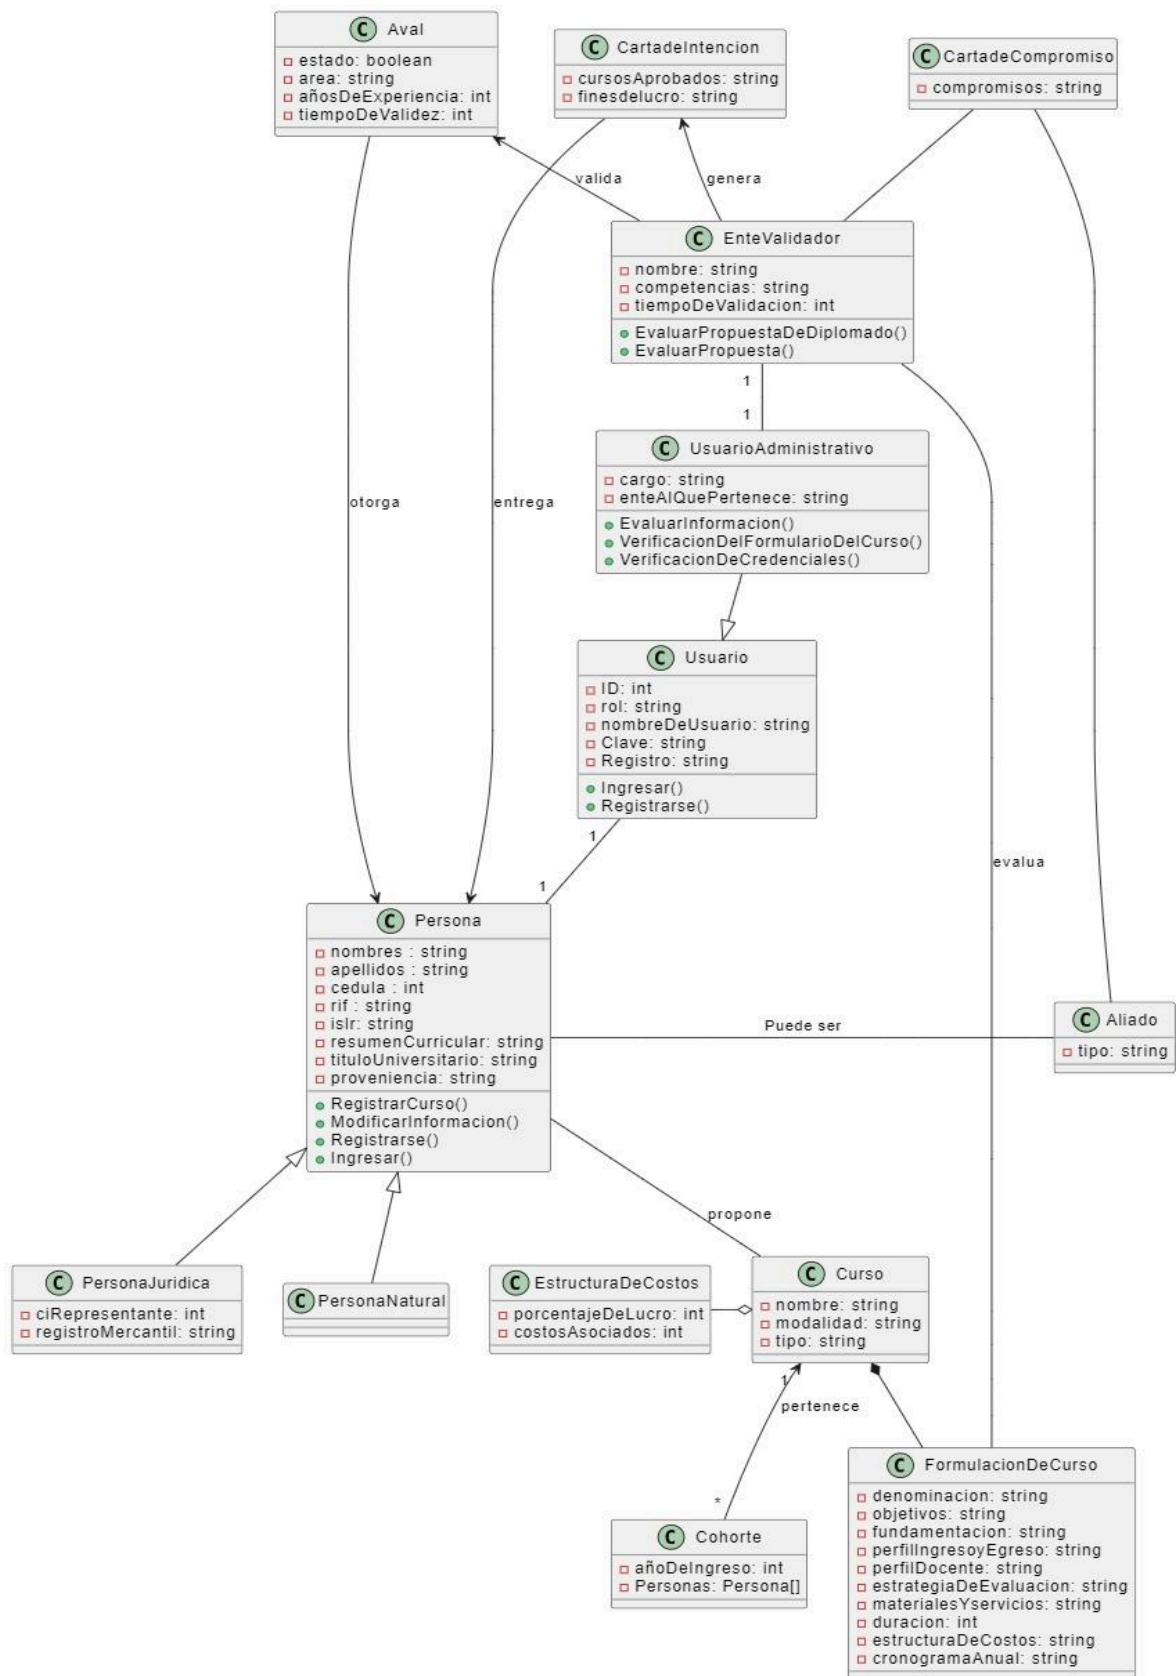 C Aval
estado: boolean
area: string
añosDeExperiencia: int
tiempoDeValidez: int
C CartadeIntencion
cursosAprobados: string
finesdelucro: string
C CartadeCompromiso
compromisos: string
valida
genera
C EnteValidador
nombre: string
competencias: string
tiempoDeValidacion: int
EvaluarPropuestaDeDiplomado()
EvaluarPropuesta()
1
1
C UsuarioAdministrativo
cargo: string
enteAlQuePertenece: string
EvaluarInformacion()
VerificacionDelFormularioDelCurso()
VerificacionDeCredenciales()
otorga
entrega
C Usuario
ID: int
rol: string
nombreDeUsuario: string
Clave: string
Registro: string
Ingresar()
Registrarse()
1
1
evalua
C Persona
nombres : string
apellidos : string
cedula : int
rif : string
islr: string
resumenCurricular: string
tituloUniversitario: string
proveniencia: string
RegistrarCurso()
ModificarInformacion()
Registrarse()
Ingresar()
Puede ser
C Aliado
tipo: string
propone
C PersonaJuridica
ciRepresentante: int
registroMercantil: string
C PersonaNatural
C EstructuraDeCostos
porcentajeDeLucro: int
costosAsociados: int
C Curso
nombre: string
modalidad: string
tipo: string
1
pertenece
*
C Cohorte
añoDeIngreso: int
Personas: Persona[]
C FormulacionDeCurso
denominacion: string
objetivos: string
fundamentacion: string
perfilIngresoyEgreso: string
perfilDocente: string
estrategiaDeEvaluacion: string
materialesYservicios: string
duracion: int
estructuraDeCostos: string
cronogramaAnual: string